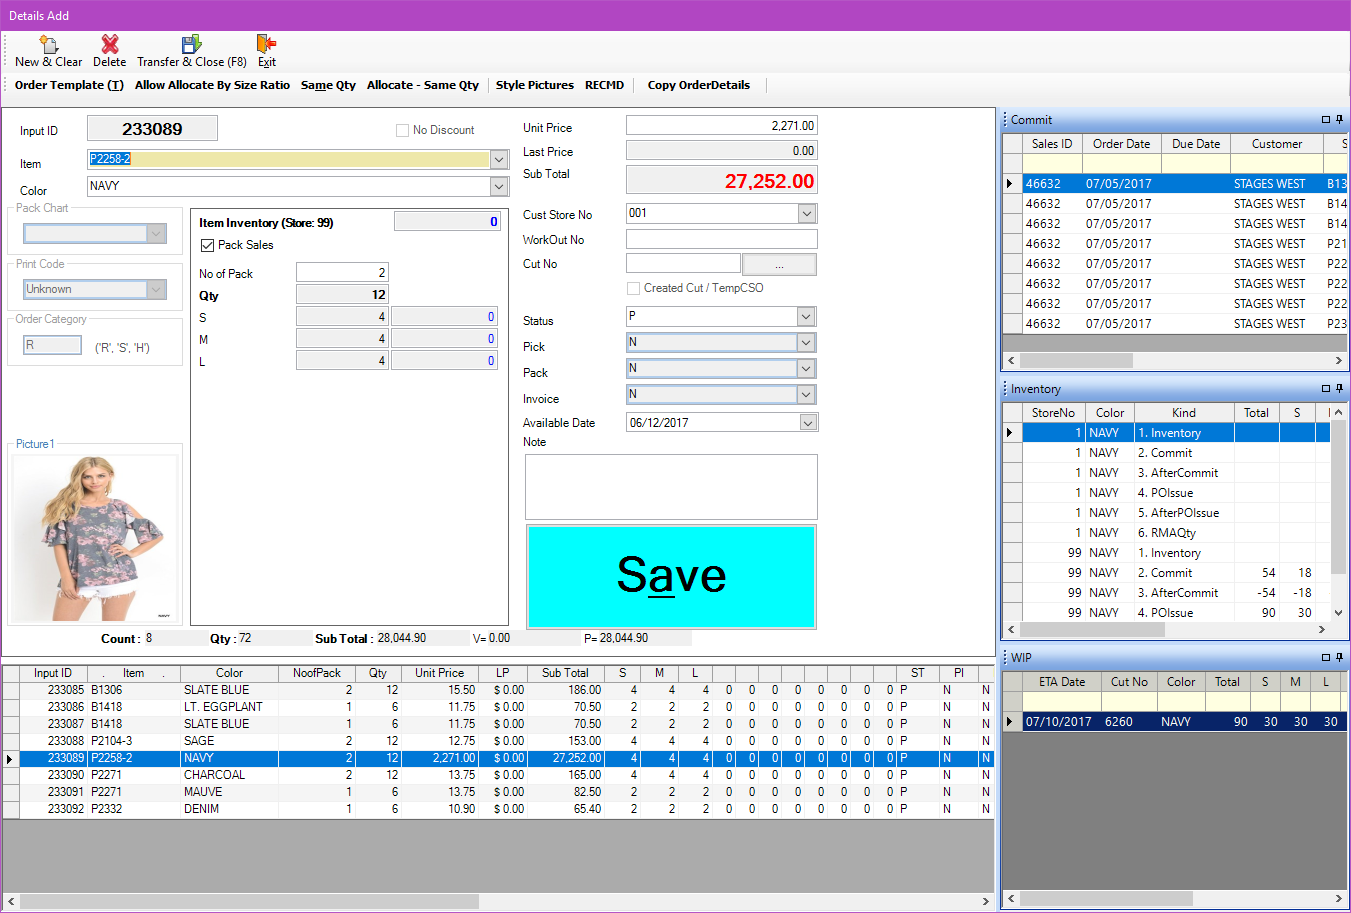 Details Add
New & Clear Delete Transfer & Close (F8) Exit
Order Template (T) Allow Allocate By Size Ratio Same Qty Allocate - Same Qty Style Pictures RECMD Copy OrderDetails
Input ID 233089 No Discount
Item P2258-2
Color NAVY
Pack Chart
Print Code
Unknown
Order Category
R ('R', 'S', 'H')
Picture1
NAVY
Item Inventory (Store: 99) 0
Pack Sales
No of Pack 2
Qty 12
S 4 0
M 4 0
L 4 0
Unit Price 2,271.00
Last Price 0.00
Sub Total 27,252.00
Cust Store No 001
WorkOut No
Cut No ...
Created Cut / TempCSO
Status P
Pick N
Pack N
Invoice N
Available Date 06/12/2017
Note
Save
Count : 8 Qty : 72 Sub Total : 28,044.90 V= 0.00 P= 28,044.90
Input ID . Item . Color NoofPack Qty Unit Price LP Sub Total S M L ST PI
233085 B1306 SLATE BLUE 2 12 15.50 $ 0.00 186.00 4 4 4 0 0 0 0 0 0 0 0 P N N
233086 B1418 LT. EGGPLANT 1 6 11.75 $ 0.00 70.50 2 2 2 0 0 0 0 0 0 0 0 P N N
233087 B1418 SLATE BLUE 1 6 11.75 $ 0.00 70.50 2 2 2 0 0 0 0 0 0 0 0 P N N
233088 P2104-3 SAGE 2 12 12.75 $ 0.00 153.00 4 4 4 0 0 0 0 0 0 0 0 P N N
233089 P2258-2 NAVY 2 12 2,271.00 $ 0.00 27,252.00 4 4 4 0 0 0 0 0 0 0 0 P N N
233090 P2271 CHARCOAL 2 12 13.75 $ 0.00 165.00 4 4 4 0 0 0 0 0 0 0 0 P N N
233091 P2271 MAUVE 1 6 13.75 $ 0.00 82.50 2 2 2 0 0 0 0 0 0 0 0 P N N
233092 P2332 DENIM 1 6 10.90 $ 0.00 65.40 2 2 2 0 0 0 0 0 0 0 0 P N N
Commit
Sales ID Order Date Due Date Customer S
46632 07/05/2017 STAGES WEST B13
46632 07/05/2017 STAGES WEST B14
46632 07/05/2017 STAGES WEST B14
46632 07/05/2017 STAGES WEST P21
46632 07/05/2017 STAGES WEST P22
46632 07/05/2017 STAGES WEST P22
46632 07/05/2017 STAGES WEST P22
46632 07/05/2017 STAGES WEST P23
Inventory
StoreNo Color Kind Total S
1 NAVY 1. Inventory
1 NAVY 2. Commit
1 NAVY 3. AfterCommit
1 NAVY 4. POIssue
1 NAVY 5. AfterPOIssue
1 NAVY 6. RMAQty
99 NAVY 1. Inventory
99 NAVY 2. Commit 54 18
99 NAVY 3. AfterCommit -54 -18
99 NAVY 4. POIssue 90 30
WIP
ETA Date Cut No Color Total S M L
07/10/2017 6260 NAVY 90 30 30 30